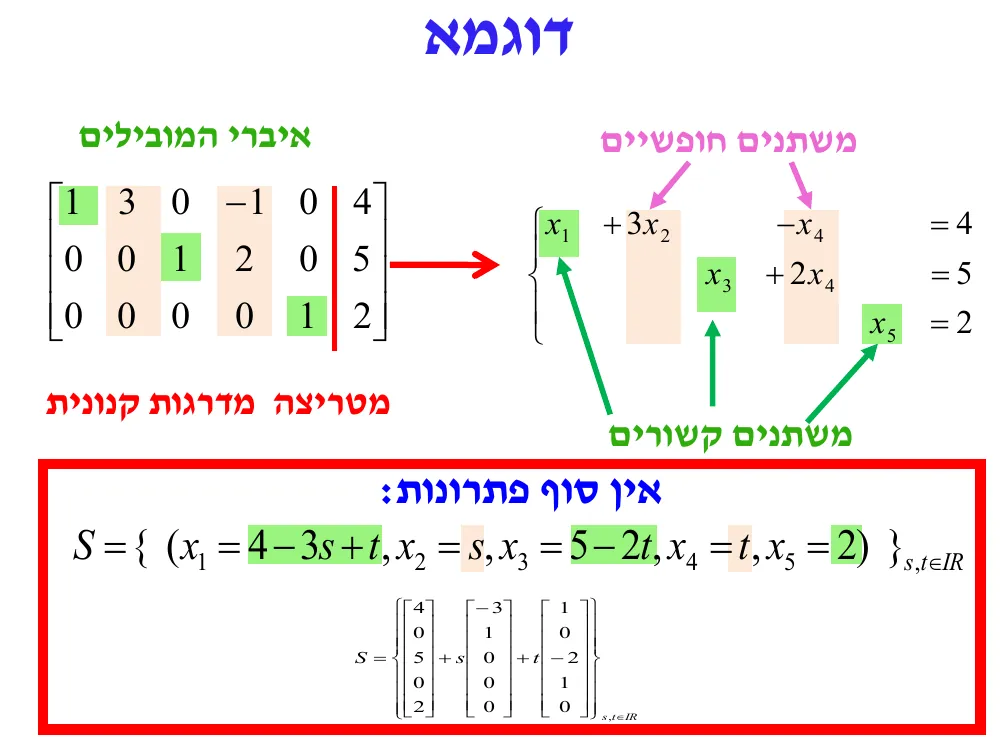 דוגמא
איברי המובילים
משתנים חופשיים
1 3 0 −1 0 4
0 0 1 2 0 5
0 0 0 0 1 2
x₁ + 3x₂ − x₄ = 4
x₃ + 2x₄ = 5
x₅ = 2
מטריצה מדרגות קנונית
משתנים קשורים
אין סוף פתרונות:
S = { (x₁ = 4 − 3s + t, x₂ = s, x₃ = 5 − 2t, x₄ = t, x₅ = 2) }s,t∈IR
S = { [4 0 5 0 2] + s [−3 1 0 0 0] + t [1 0 −2 1 0] }s,t∈IR